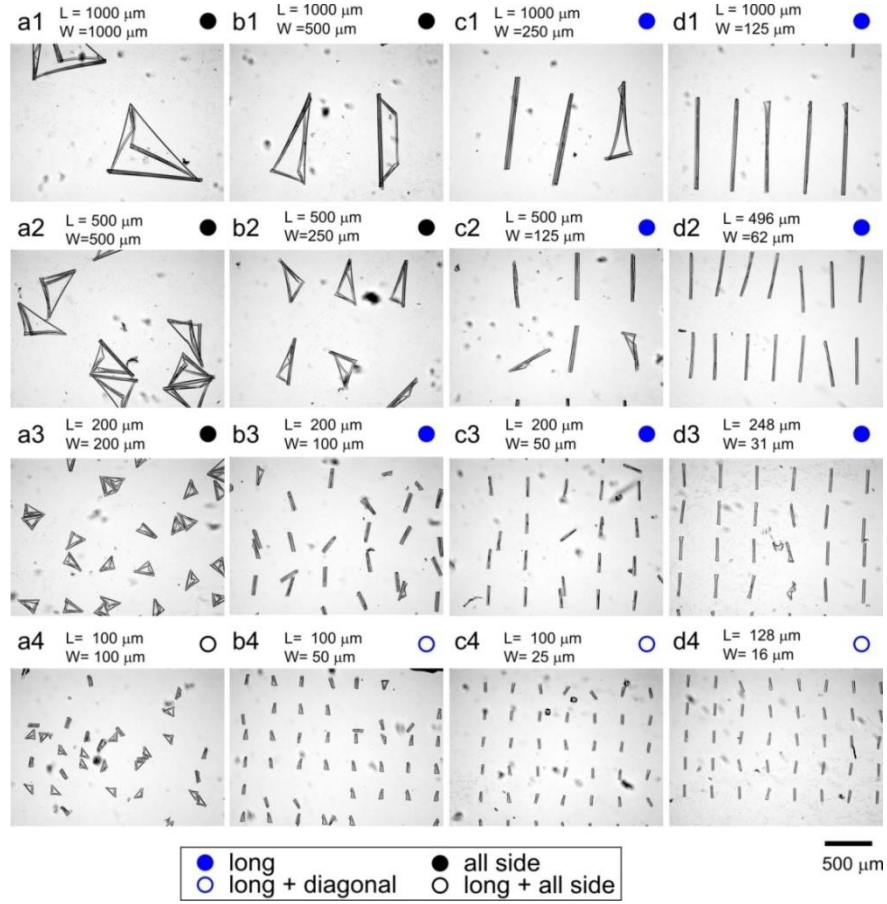 a1 L = 1000 μm
W =1000 μm
b1 L = 1000 μm
W =500 μm
c1 L = 1000 μm
W =250 μm
d1 L = 1000 μm
W =125 μm
a2 L = 500 μm
W=500 μm
b2 L = 500 μm
W=250 μm
c2 L = 500 μm
W =125 μm
d2 L = 496 μm
W =62 μm
a3 L= 200 μm
W= 200 μm
b3 L = 200 μm
W= 100 μm
c3 L = 200 μm
W= 50 μm
d3 L= 248 μm
W= 31 μm
a4 L= 100 μm
W= 100 μm
b4 L= 100 μm
W= 50 μm
c4 L= 100 μm
W= 25 μm
d4 L= 128 μm
W= 16 μm
long all side
long + diagonal long + all side
500 μm